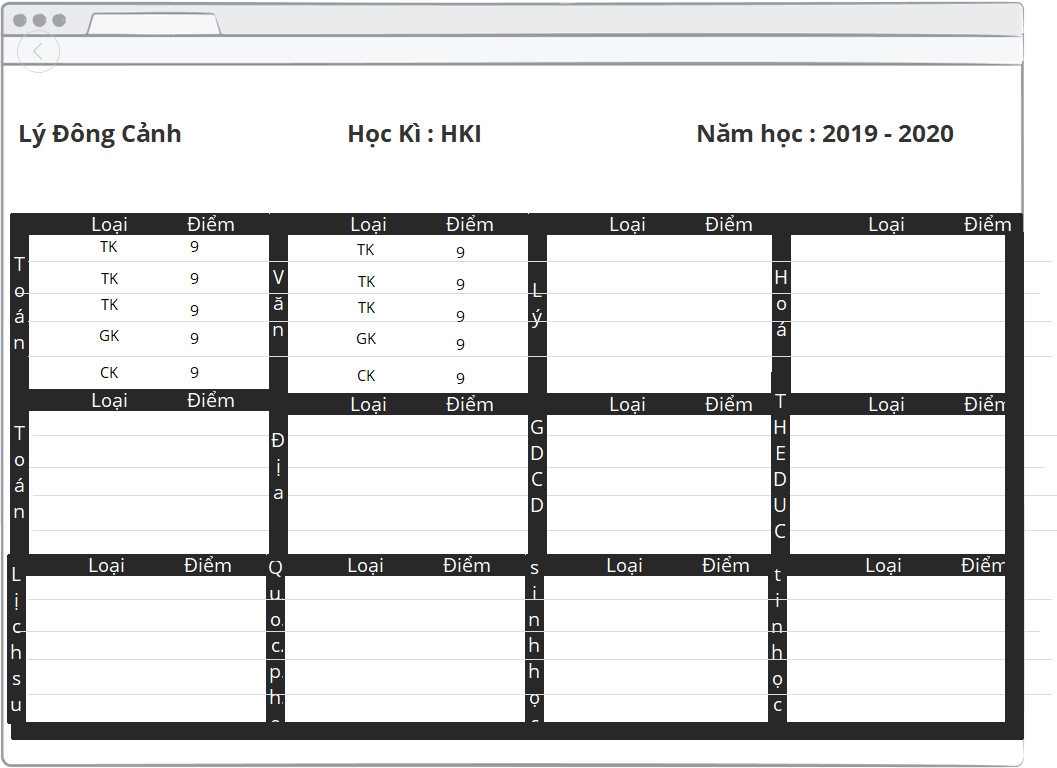 Lý Đông Cảnh Học Kì : HKI Năm học : 2019 - 2020
Loại Điểm Loại Điểm Loại Điểm Loại Điểm
Toán
TK 9
TK 9
TK 9
GK 9
CK 9
Văn
TK 9
TK 9
TK 9
GK 9
CK 9
Lý
Hoá
Loại Điểm Loại Điểm Loại Điểm Loại Điểm
Toán
Địa
GDCD
THEDUC
Loại Điểm Loại Điểm Loại Điểm Loại Điểm
Lịchsu
Quo.c.ph.
sinhhọc
tinhọc